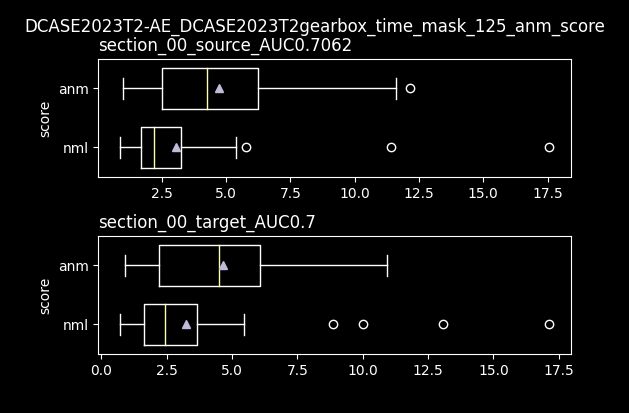 DCASE2023T2-AE_DCASE2023T2gearbox_time_mask_125_anm_score
section_00_source_AUC0.7062
anm
nml
score
2.5 5.0 7.5 10.0 12.5 15.0 17.5
section_00_target_AUC0.7
anm
nml
score
0.0 2.5 5.0 7.5 10.0 12.5 15.0 17.5